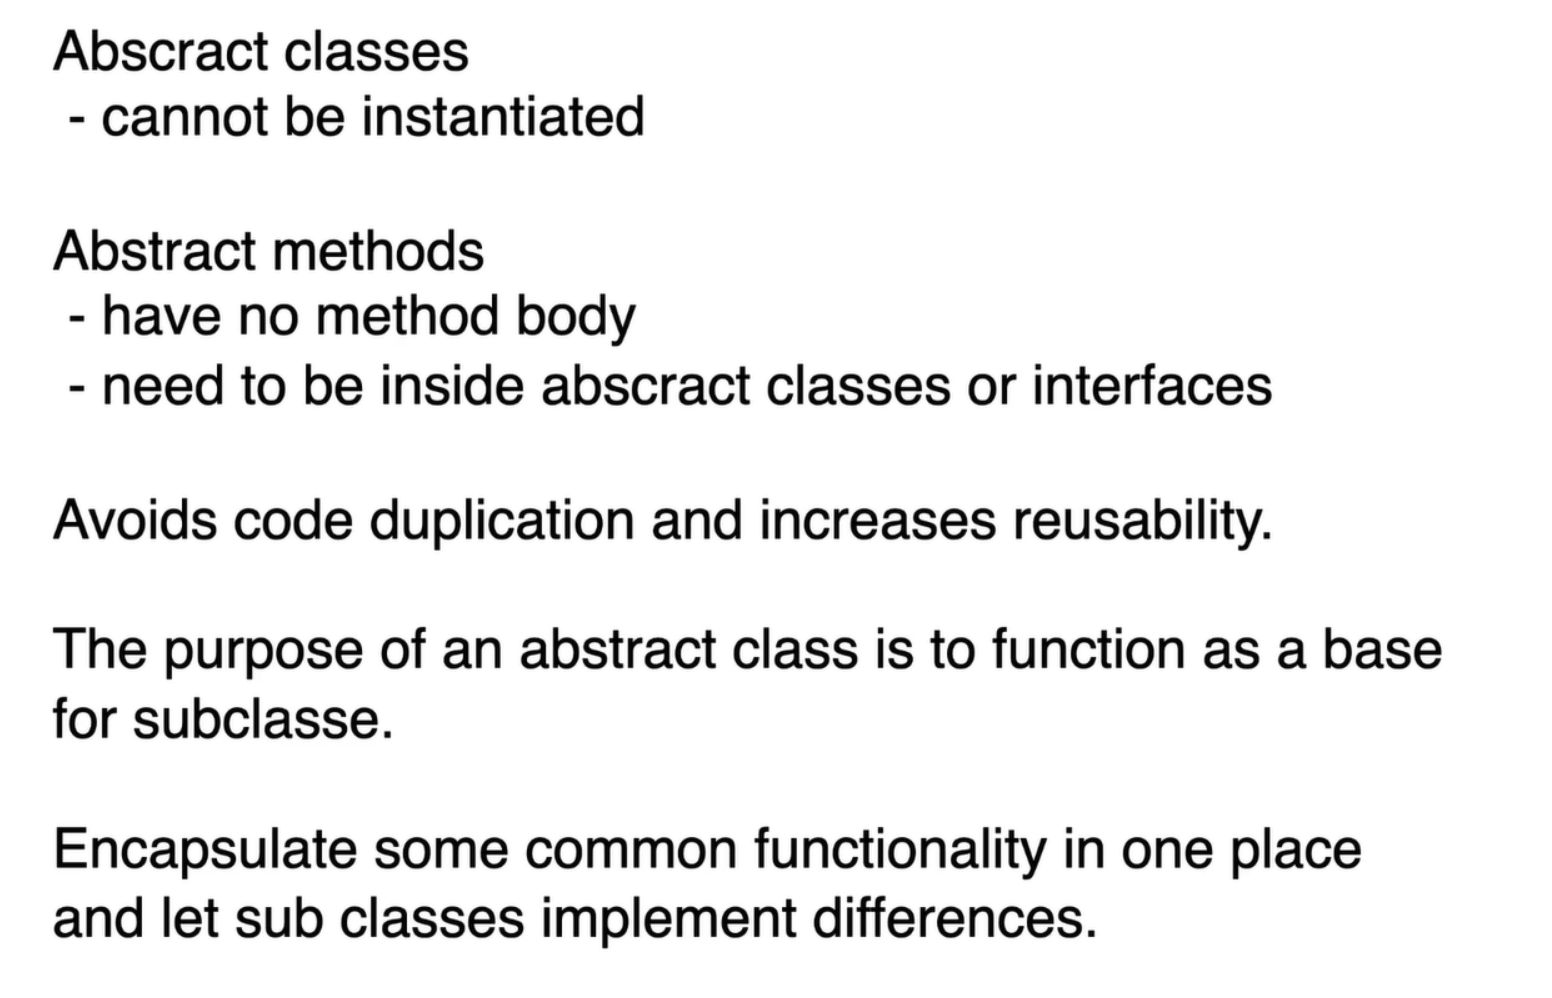 Abscract classes
- cannot be instantiated
Abstract methods
- have no method body
- need to be inside abscract classes or interfaces
Avoids code duplication and increases reusability.
The purpose of an abstract class is to function as a base
for subclasse.
Encapsulate some common functionality in one place
and let sub classes implement differences.